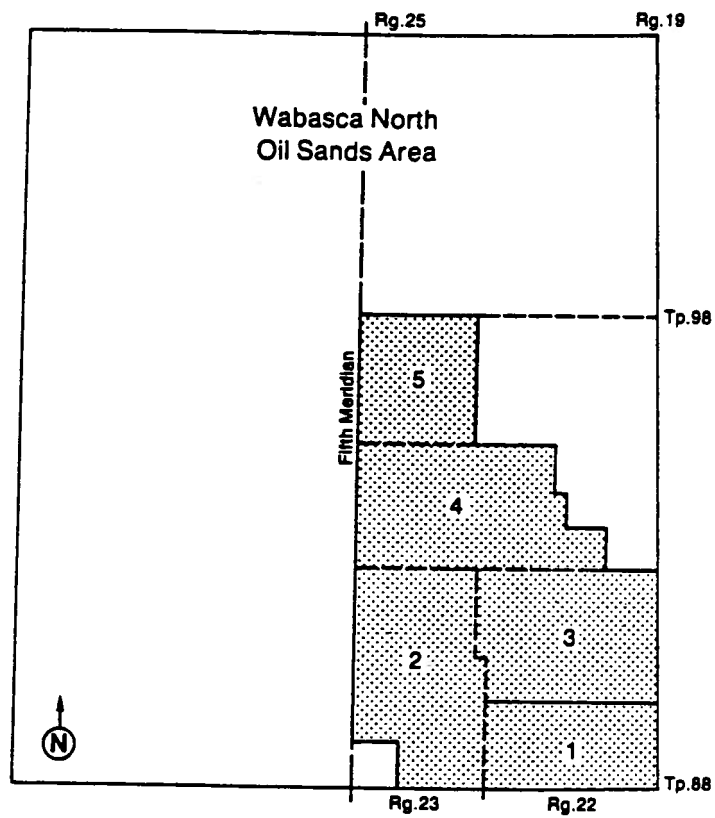 Rg.25
Rg.19
Wabasca North
Oil Sands Area
Tp.98
5
Fifth Meridian
4
3
2
1
N
Tp.88
Rg.23
Rg.22